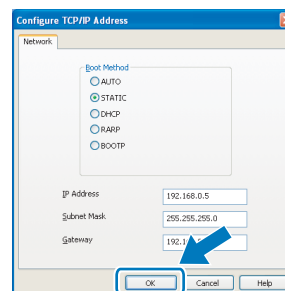 Configure TCP/IP Address
Network
Boot Method
AUTO
STATIC
DHCP
RARP
BOOTP
IP Address 192.168.0.5
Subnet Mask 255.255.255.0
Gateway
OK Cancel Help